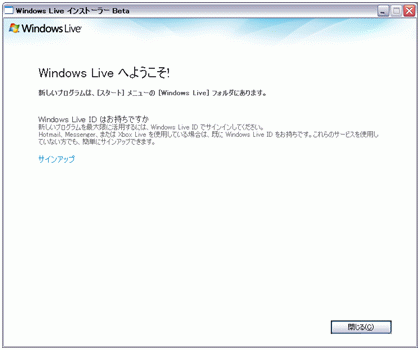 Windows Live インストーラー Beta
Windows Live
Windows Live へようこそ!
新しいプログラムは、[スタート] メニューの [Windows Live] フォルダにあります。
Windows Live ID はお持ちですか
新しいプログラムを最大限に活用するには、Windows Live ID でサインインしてください。
Hotmail、Messenger、または Xbox Live を使用している場合は、既に Windows Live ID をお持ちです。これらのサービスを使用し
ていない方でも、簡単にサインアップできます。
サインアップ
閉じる(C)